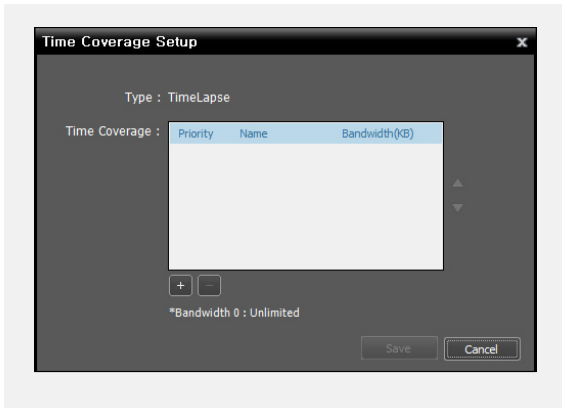 Time Coverage Setup x
Type : TimeLapse
Time Coverage : Priority Name Bandwidth(KB)
+ -
*Bandwidth 0 : Unlimited
Save Cancel